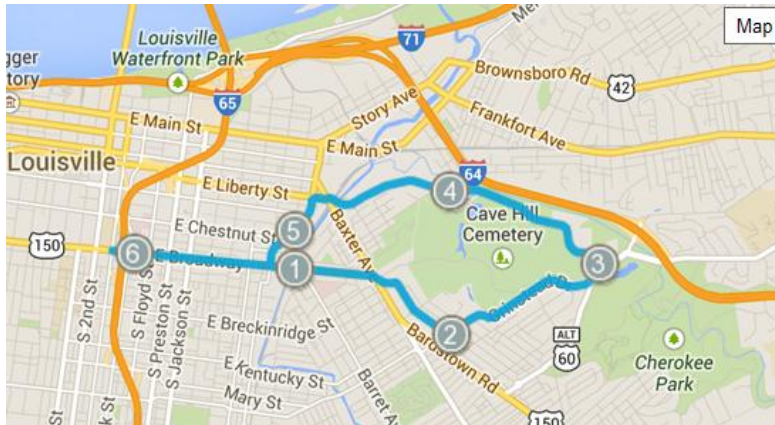 Map
71
Louisville
Waterfront Park
gger
tory
Brownsboro Rd
42
65
Story Ave
Frankfort Ave
E Main St
E Main St
Louisville
64
4
E Liberty St
Cave Hill
Cemetery
E Chestnut St
5
Baxter Ave
150
6
E Broadway
1
3
S 2nd St
S Floyd St
S Preston St
S Jackson St
Grinstead D
E Breckinridge St
2
Bardstown Rd
ALT
60
Cherokee
Park
E Kentucky St
Mary St
Barret Av
150